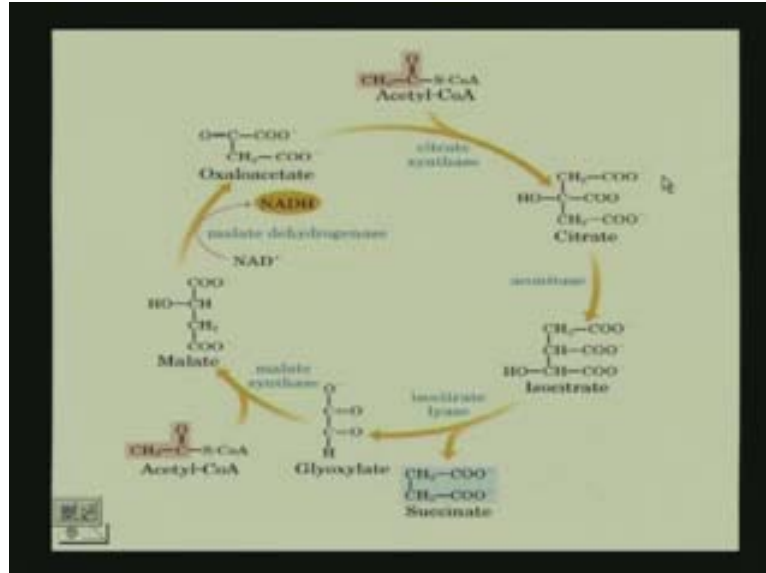 O
CH₃—C—S-CoA
Acetyl-CoA
O=C—COO⁻
CH₂—COO
Oxaloacetate
citrate
synthase
CH₂—COO
HO—C—COO
CH₂—COO⁻
Citrate
NADH
malate dehydrogenase
NAD⁺
aconitase
COO
HO—CH
CH₂
COO
Malate
CH₂—COO
CH—COO⁻
HO—CH—COO
Isocitrate
malate
synthase
isocitrate
lyase
O⁻
C—O
C—O
H
Glyoxylate
O
CH₃—C—S-CoA
Acetyl-CoA
CH₂—COO⁻
CH₂—COO⁻
Succinate